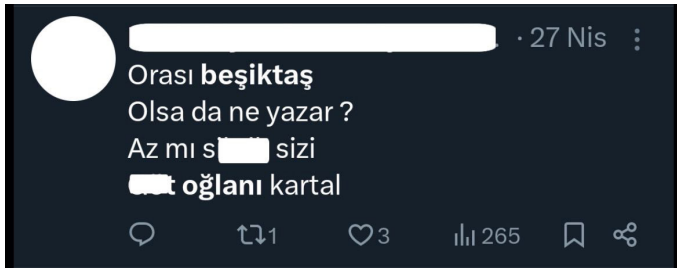 27 Nis
Orası beşiktaş
Olsa da ne yazar ?
Az mı sizi
oğlanı kartal
1 3 265